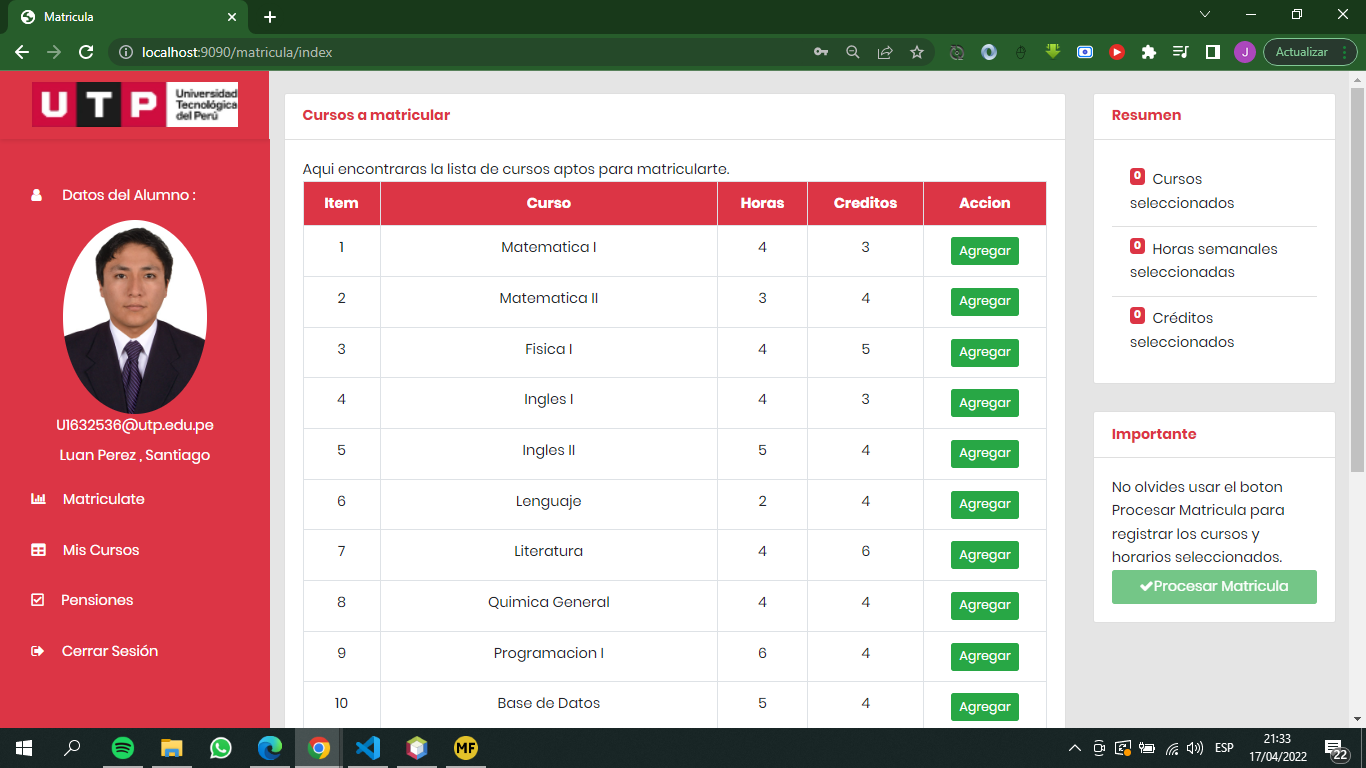 Matricula
localhost:9090/matricula/index
J
Actualizar
UTP
Universidad
Tecnológica
del Perú
Datos del Alumno :
U1632536@utp.edu.pe
Luan Perez , Santiago
Matriculate
Mis Cursos
Pensiones
Cerrar Sesión
Cursos a matricular
Aqui encontraras la lista de cursos aptos para matricularte.
Item Curso Horas Creditos Accion
1 Matematica I 4 3 Agregar
2 Matematica II 3 4 Agregar
3 Fisica I 4 5 Agregar
4 Ingles I 4 3 Agregar
5 Ingles II 5 4 Agregar
6 Lenguaje 2 4 Agregar
7 Literatura 4 6 Agregar
8 Quimica General 4 4 Agregar
9 Programacion I 6 4 Agregar
10 Base de Datos 5 4 Agregar
Resumen
0 Cursos
seleccionados
0 Horas semanales
seleccionadas
0 Créditos
seleccionados
Importante
No olvides usar el boton
Procesar Matricula para
registrar los cursos y
horarios seleccionados.
Procesar Matricula
MF
ESP
21:33
17/04/2022
22